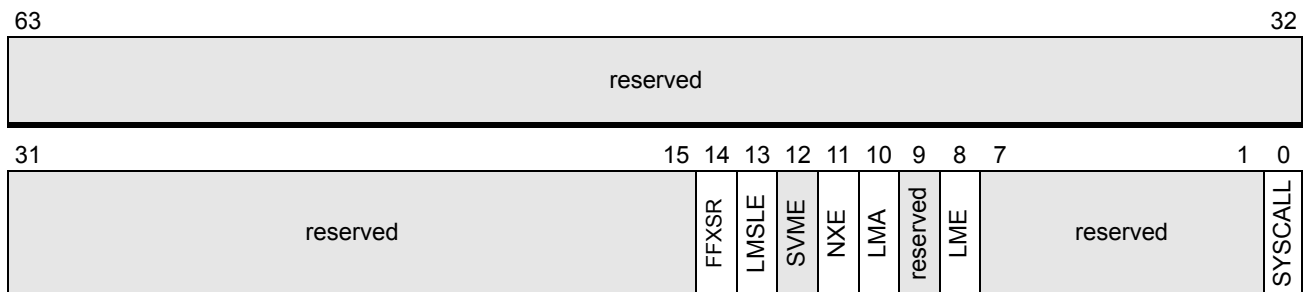 63 32
reserved
31 15 14 13 12 11 10 9 8 7 1 0
reserved FFXSR LMSLE SVME NXE LMA reserved LME reserved SYSCALL